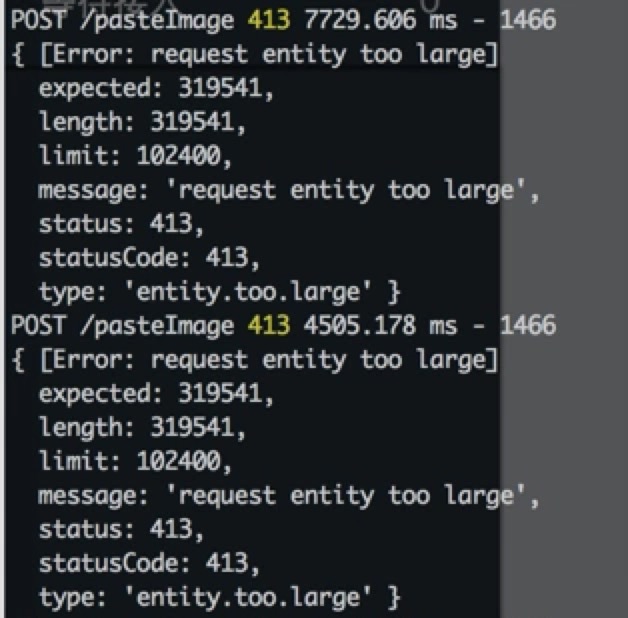 POST /pasteImage 413 7729.606 ms - 1466
{ [Error: request entity too large]
  expected: 319541,
  length: 319541,
  limit: 102400,
  message: 'request entity too large',
  status: 413,
  statusCode: 413,
  type: 'entity.too.large' }
POST /pasteImage 413 4505.178 ms - 1466
{ [Error: request entity too large]
  expected: 319541,
  length: 319541,
  limit: 102400,
  message: 'request entity too large',
  status: 413,
  statusCode: 413,
  type: 'entity.too.large' }